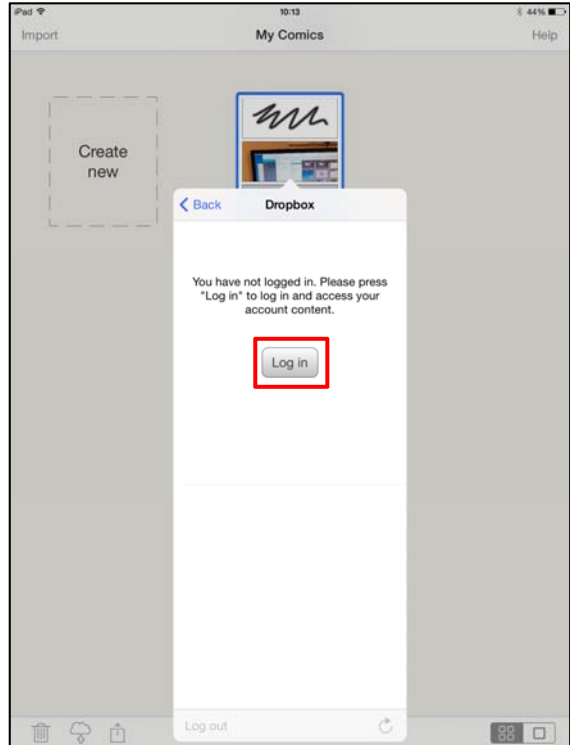 iPad 10:13 44%
Import My Comics Help
Create
new
Back Dropbox
You have not logged in. Please press
"Log in" to log in and access your
account content.
Log in
Log out